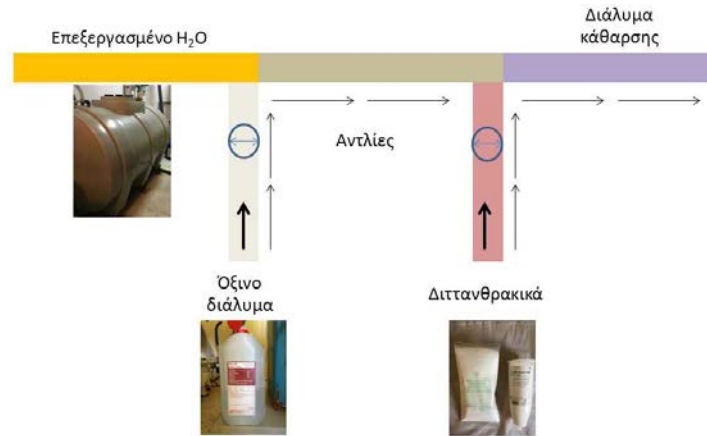 Επεξεργασμένο H₂O
Διάλυμα
κάθαρσης
Αντλίες
Όξινο
διάλυμα
Διττανθρακικά